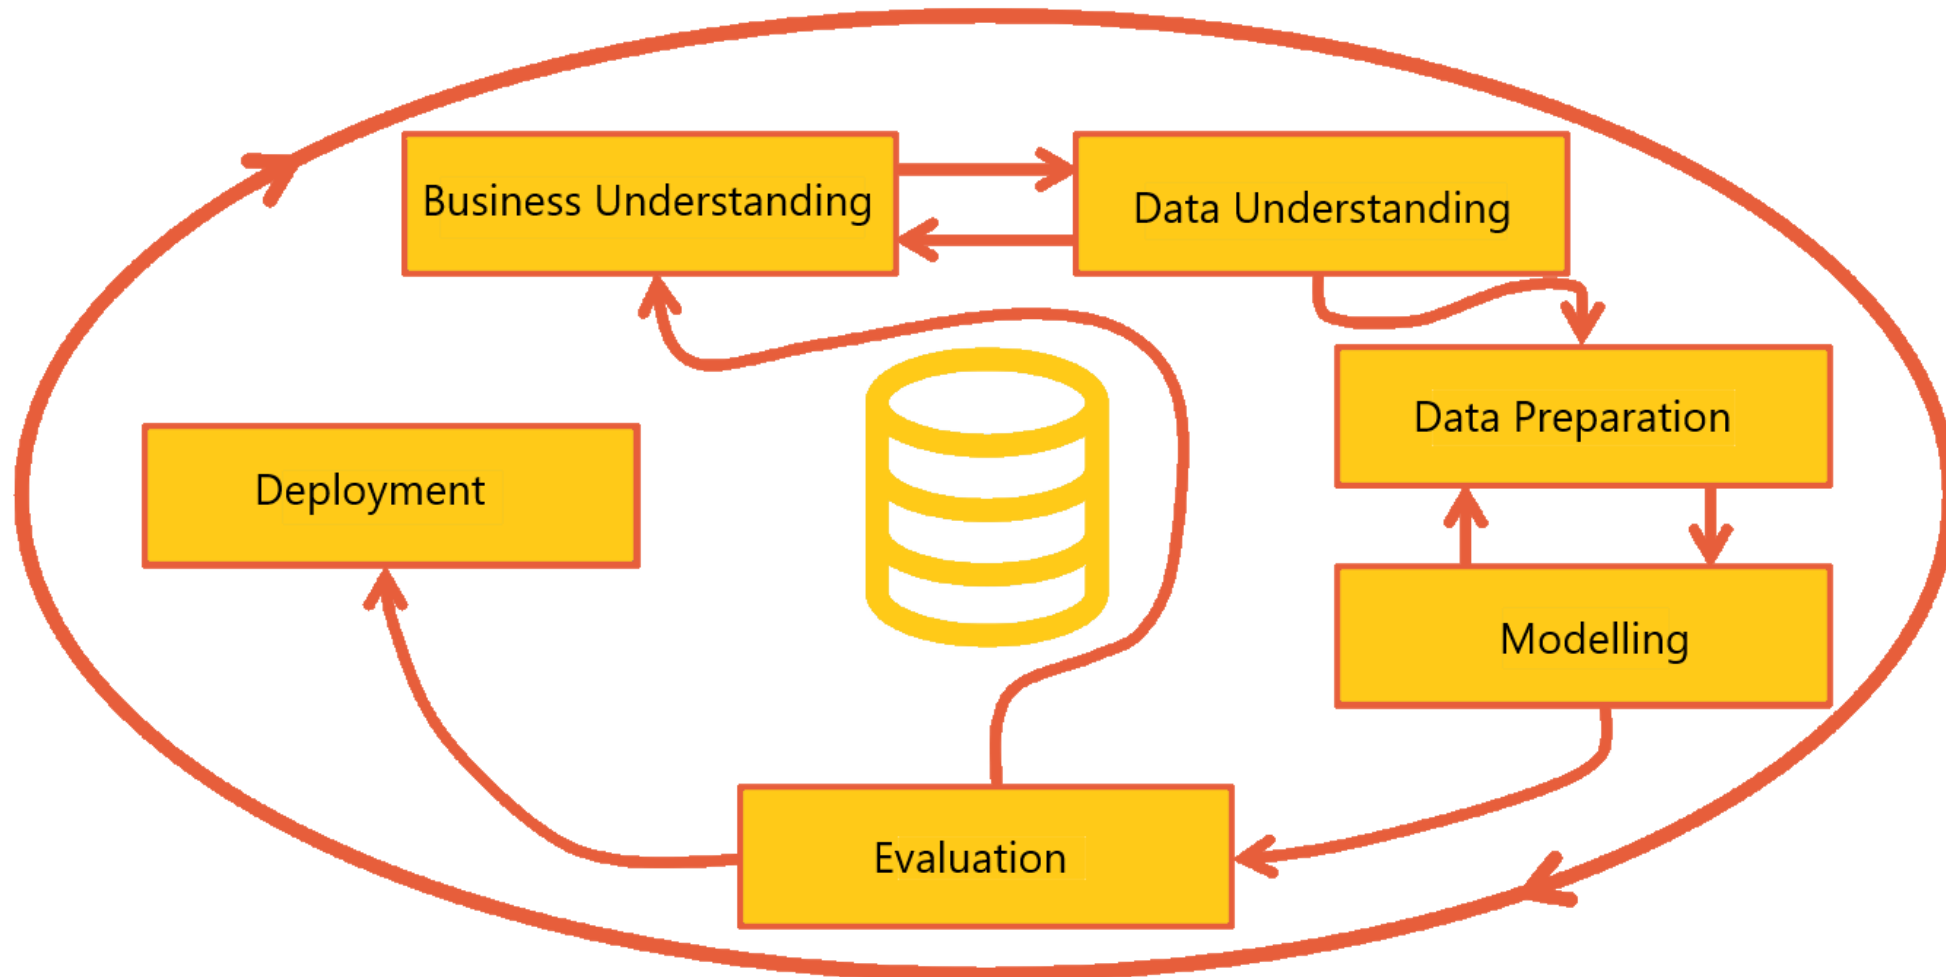 Business Understanding
Data Understanding
Data Preparation
Deployment
Modelling
Evaluation